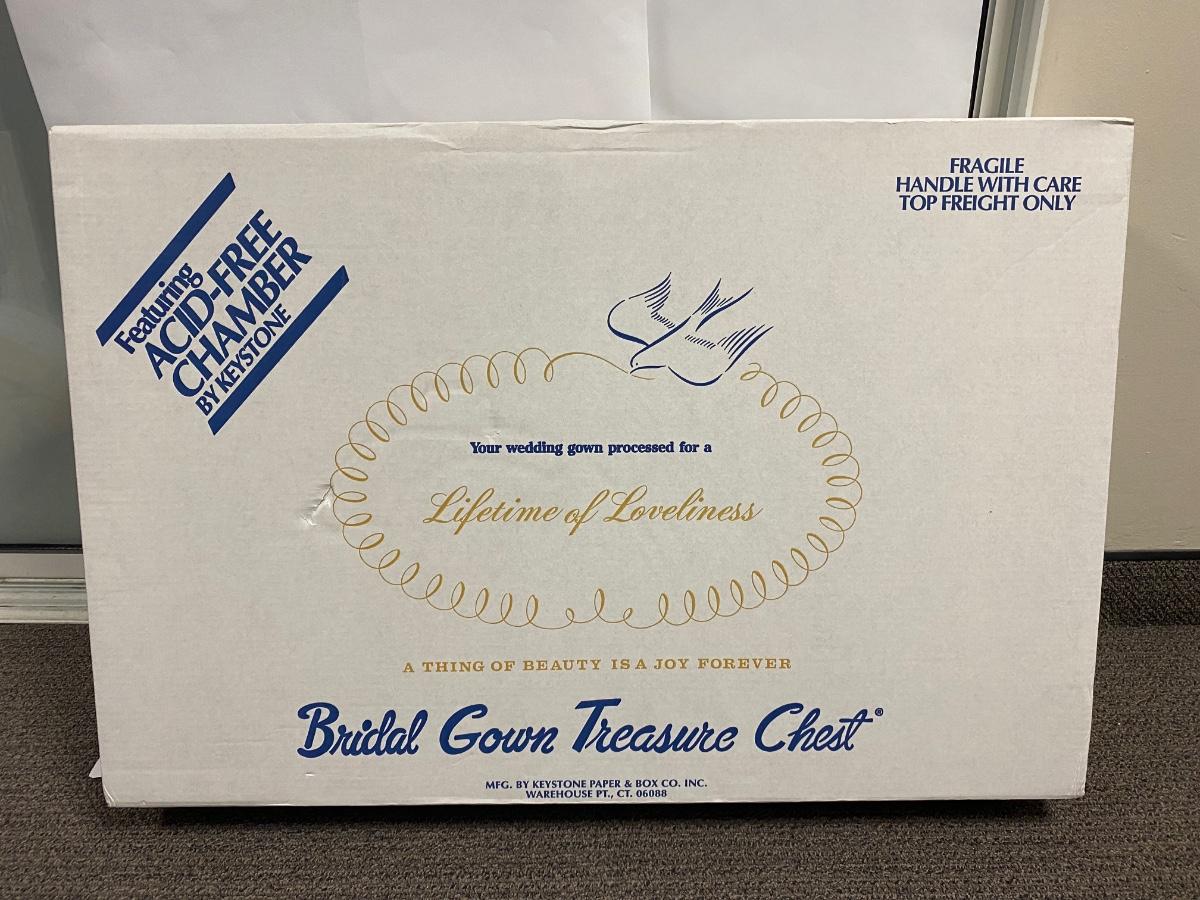 FRAGILE
HANDLE WITH CARE
TOP FREIGHT ONLY
Featuring
ACID-FREE
CHAMBER
BY KEYSTONE
Your wedding gown processed for a
Lifetime of Loveliness
A THING OF BEAUTY IS A JOY FOREVER
Bridal Gown Treasure Chest®
MFG. BY KEYSTONE PAPER & BOX CO. INC.
WAREHOUSE PT., CT. 06088